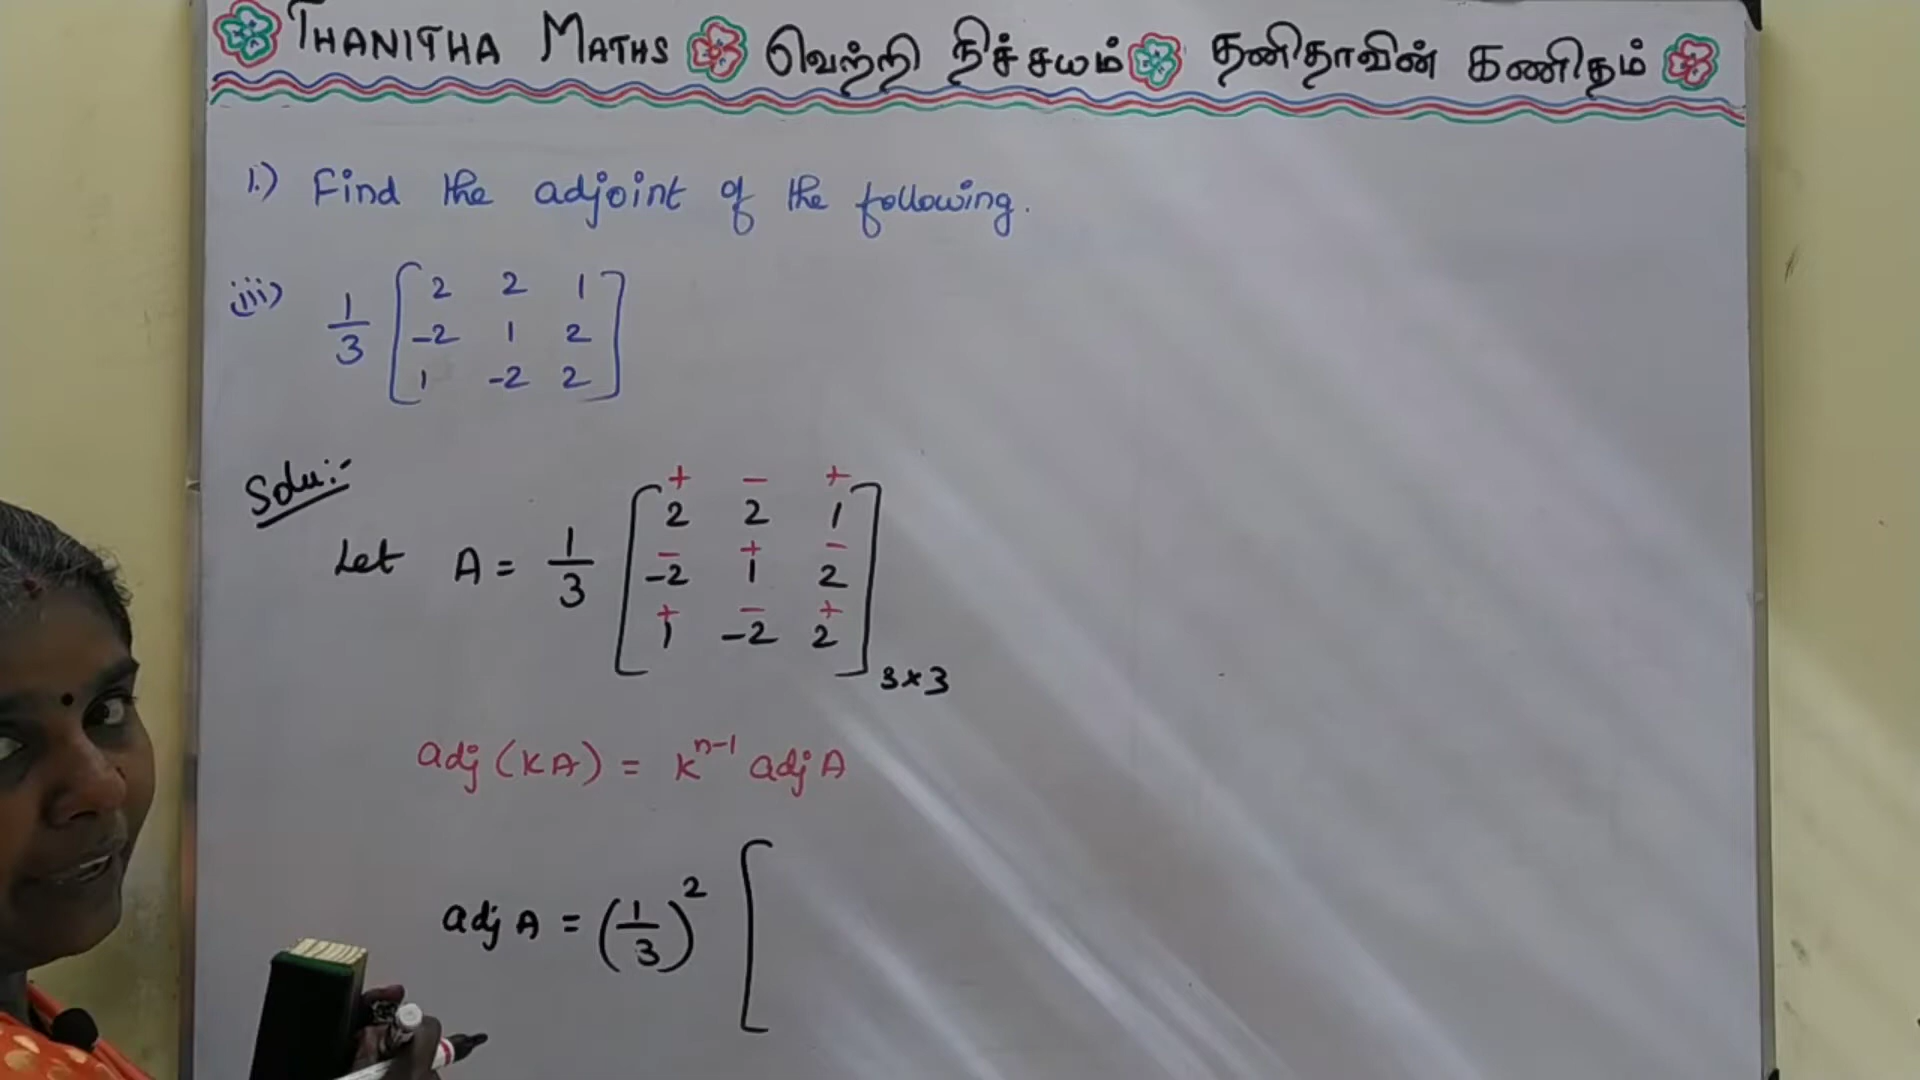 THANITHA MATHS வெற்றி நிச்சயம் தனிதாவின் கணிதம்
1.) Find the adjoint of the following.
iii) 1/3 [ 2 2 1
-2 1 2
1 -2 2 ]
Solu:-
Let A = 1/3 [ + − +
2 2 1
− + −
-2 1 2
+ − +
1 -2 2 ] 3×3
adj (KA) = K^{n-1} adj A
adj A = (1/3)^2 [